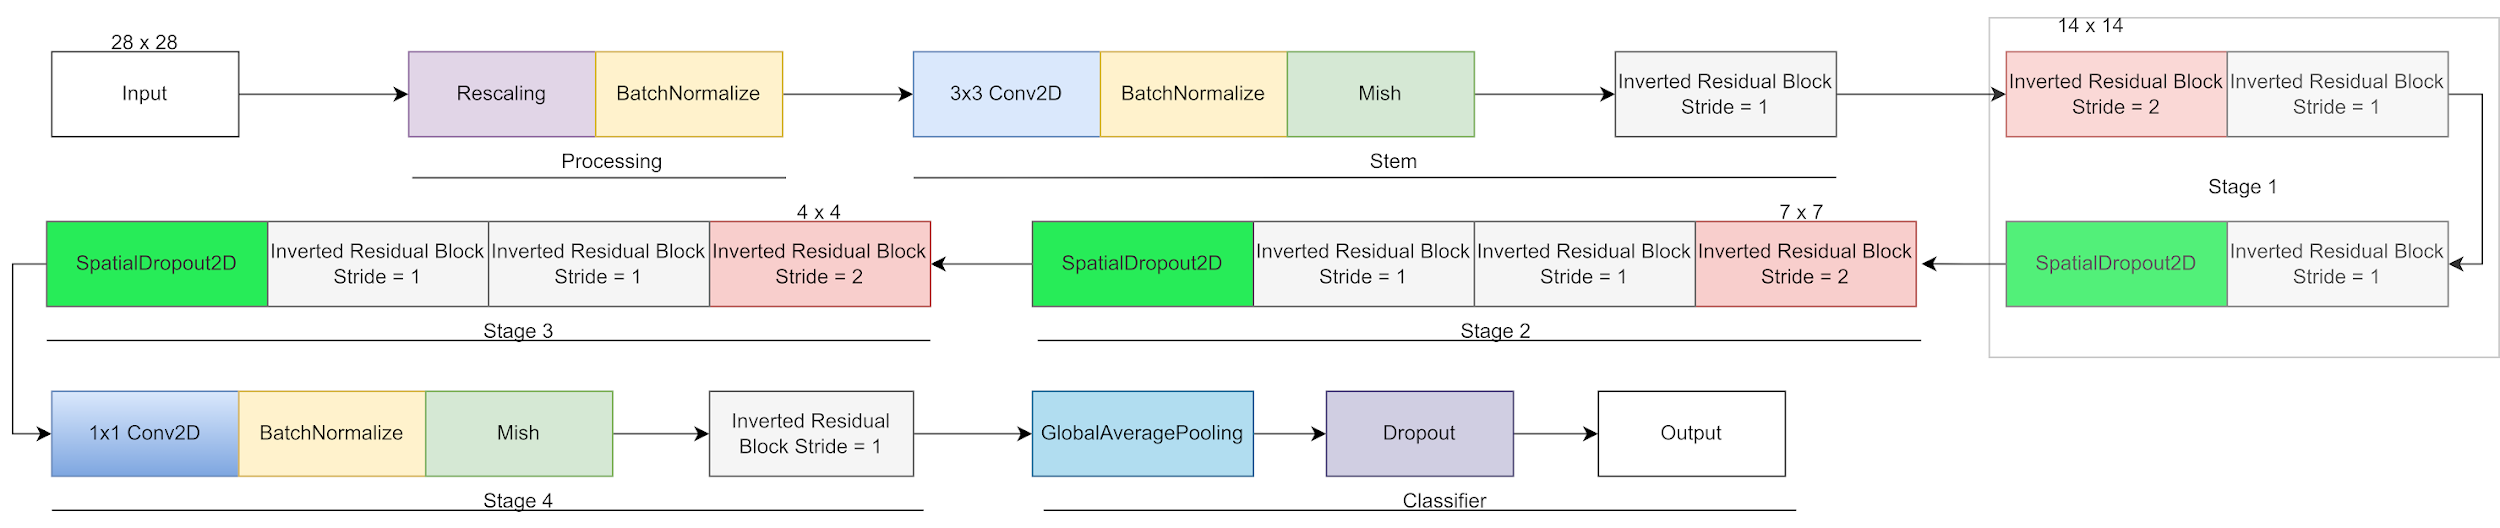 28 x 28
Input
Rescaling
BatchNormalize
Processing
3x3 Conv2D
BatchNormalize
Mish
Inverted Residual Block
Stride = 1
Stem
14 x 14
Inverted Residual Block
Stride = 2
Inverted Residual Block
Stride = 1
Stage 1
Inverted Residual Block
Stride = 1
SpatialDropout2D
7 x 7
Inverted Residual Block
Stride = 2
Inverted Residual Block
Stride = 1
Inverted Residual Block
Stride = 1
SpatialDropout2D
Stage 2
4 x 4
Inverted Residual Block
Stride = 2
Inverted Residual Block
Stride = 1
Inverted Residual Block
Stride = 1
SpatialDropout2D
Stage 3
1x1 Conv2D
BatchNormalize
Mish
Inverted Residual
Block Stride = 1
Stage 4
GlobalAveragePooling
Dropout
Output
Classifier